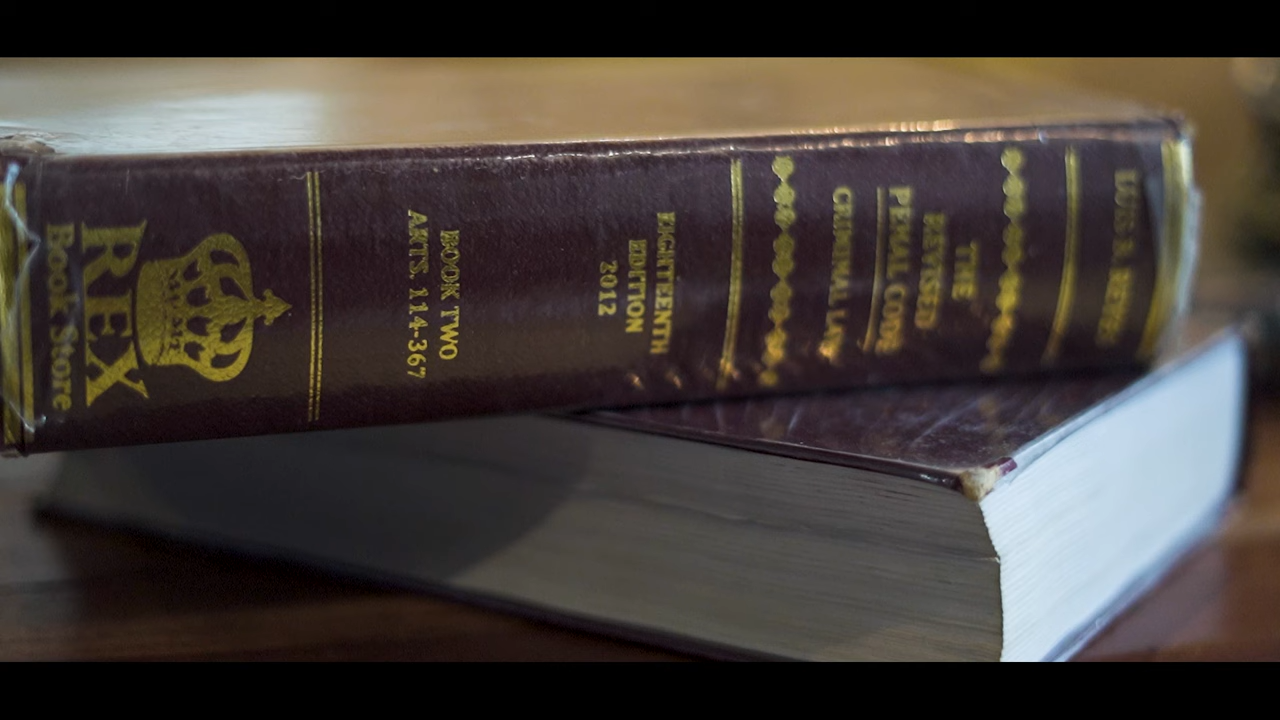 LUIS B. REYES
THE
REVISED
PENAL CODE
CRIMINAL LAW
EIGHTEENTH
EDITION
2012
BOOK TWO
ARTS. 114-367
REX
Book Store